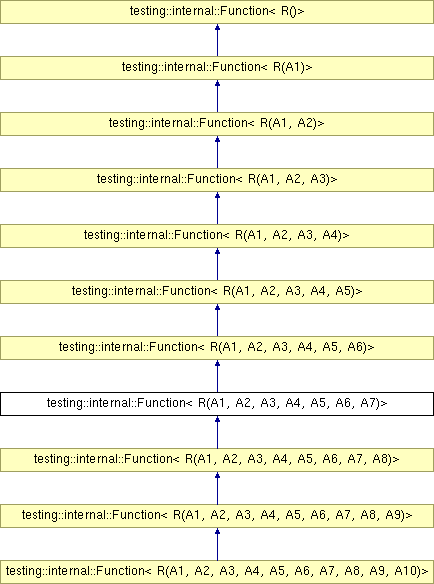 testing::internal::Function< R()>
testing::internal::Function< R(A1)>
testing::internal::Function< R(A1, A2)>
testing::internal::Function< R(A1, A2, A3)>
testing::internal::Function< R(A1, A2, A3, A4)>
testing::internal::Function< R(A1, A2, A3, A4, A5)>
testing::internal::Function< R(A1, A2, A3, A4, A5, A6)>
testing::internal::Function< R(A1, A2, A3, A4, A5, A6, A7)>
testing::internal::Function< R(A1, A2, A3, A4, A5, A6, A7, A8)>
testing::internal::Function< R(A1, A2, A3, A4, A5, A6, A7, A8, A9)>
testing::internal::Function< R(A1, A2, A3, A4, A5, A6, A7, A8, A9, A10)>